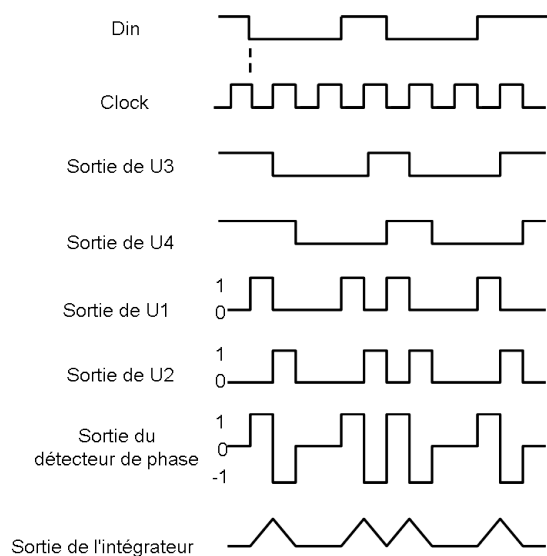 Din
Clock
Sortie de U3
Sortie de U4
1
0
Sortie de U1
1
0
Sortie de U2
1
0
-1
Sortie du
détecteur de phase
Sortie de l'intégrateur